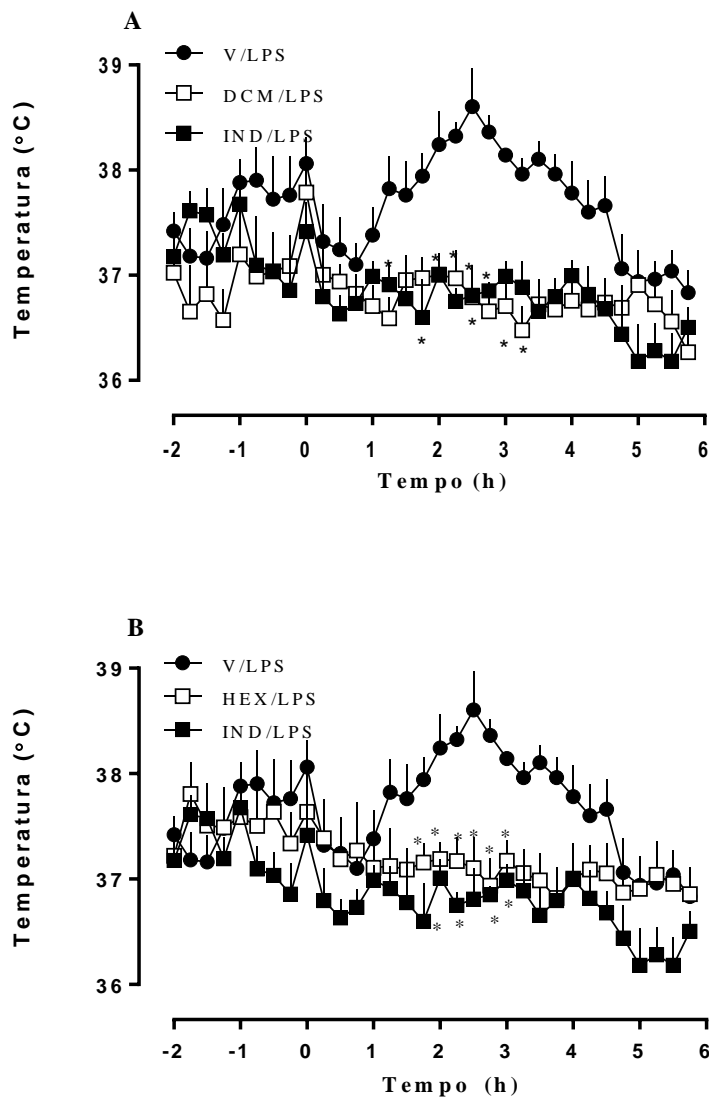 A
V/LPS
DCM/LPS
IND/LPS
Temperatura (°C)
39
38
37
36
* * * * *
* * * *
-2 -1 0 1 2 3 4 5 6
Tempo (h)
B
V/LPS
HEX/LPS
IND/LPS
Temperatura (°C)
39
38
37
36
* * * * * *
* * * *
-2 -1 0 1 2 3 4 5 6
Tempo (h)